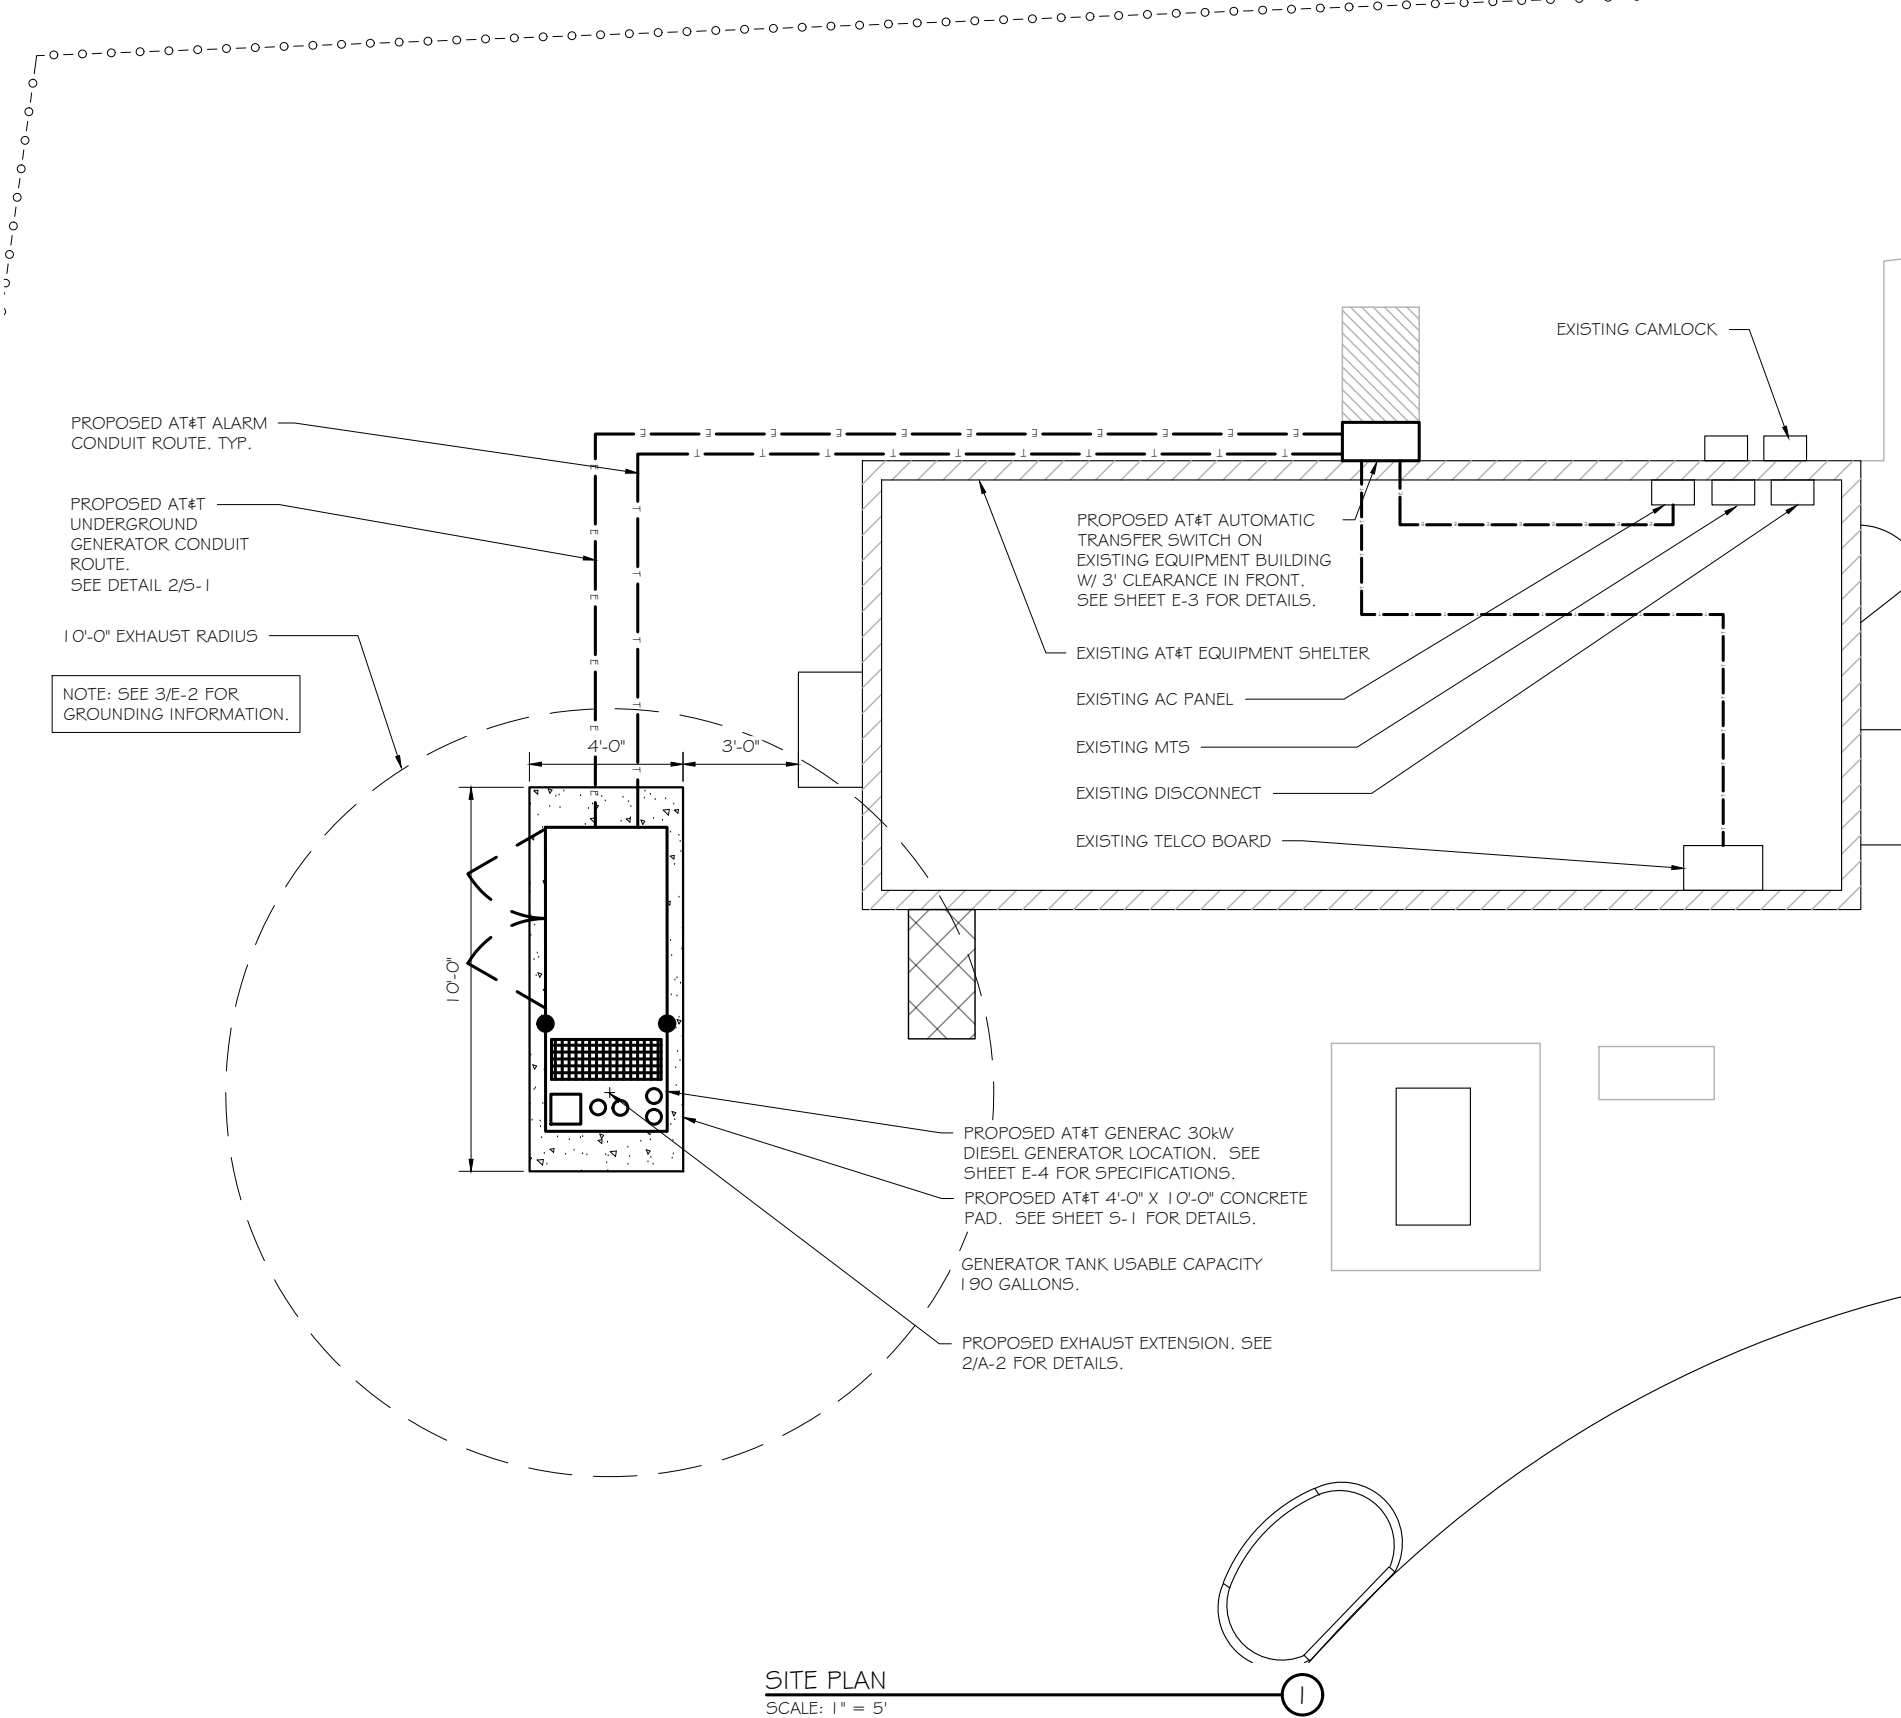 EXISTING CAMLOCK
PROPOSED AT&T ALARM
CONDUIT ROUTE. TYP.
PROPOSED AT&T
UNDERGROUND
GENERATOR CONDUIT
ROUTE.
SEE DETAIL 2/S-1
10'-0" EXHAUST RADIUS
NOTE: SEE 3/E-2 FOR
GROUNDING INFORMATION.
PROPOSED AT&T AUTOMATIC
TRANSFER SWITCH ON
EXISTING EQUIPMENT BUILDING
W/ 3' CLEARANCE IN FRONT.
SEE SHEET E-3 FOR DETAILS.
EXISTING AT&T EQUIPMENT SHELTER
EXISTING AC PANEL
EXISTING MTS
EXISTING DISCONNECT
EXISTING TELCO BOARD
4'-0"
3'-0"
10'-0"
PROPOSED AT&T GENERAC 30kW
DIESEL GENERATOR LOCATION. SEE
SHEET E-4 FOR SPECIFICATIONS.
PROPOSED AT&T 4'-0" X 10'-0" CONCRETE
PAD. SEE SHEET S-1 FOR DETAILS.
GENERATOR TANK USABLE CAPACITY
190 GALLONS.
PROPOSED EXHAUST EXTENSION. SEE
2/A-2 FOR DETAILS.
SITE PLAN
SCALE: 1" = 5'
1